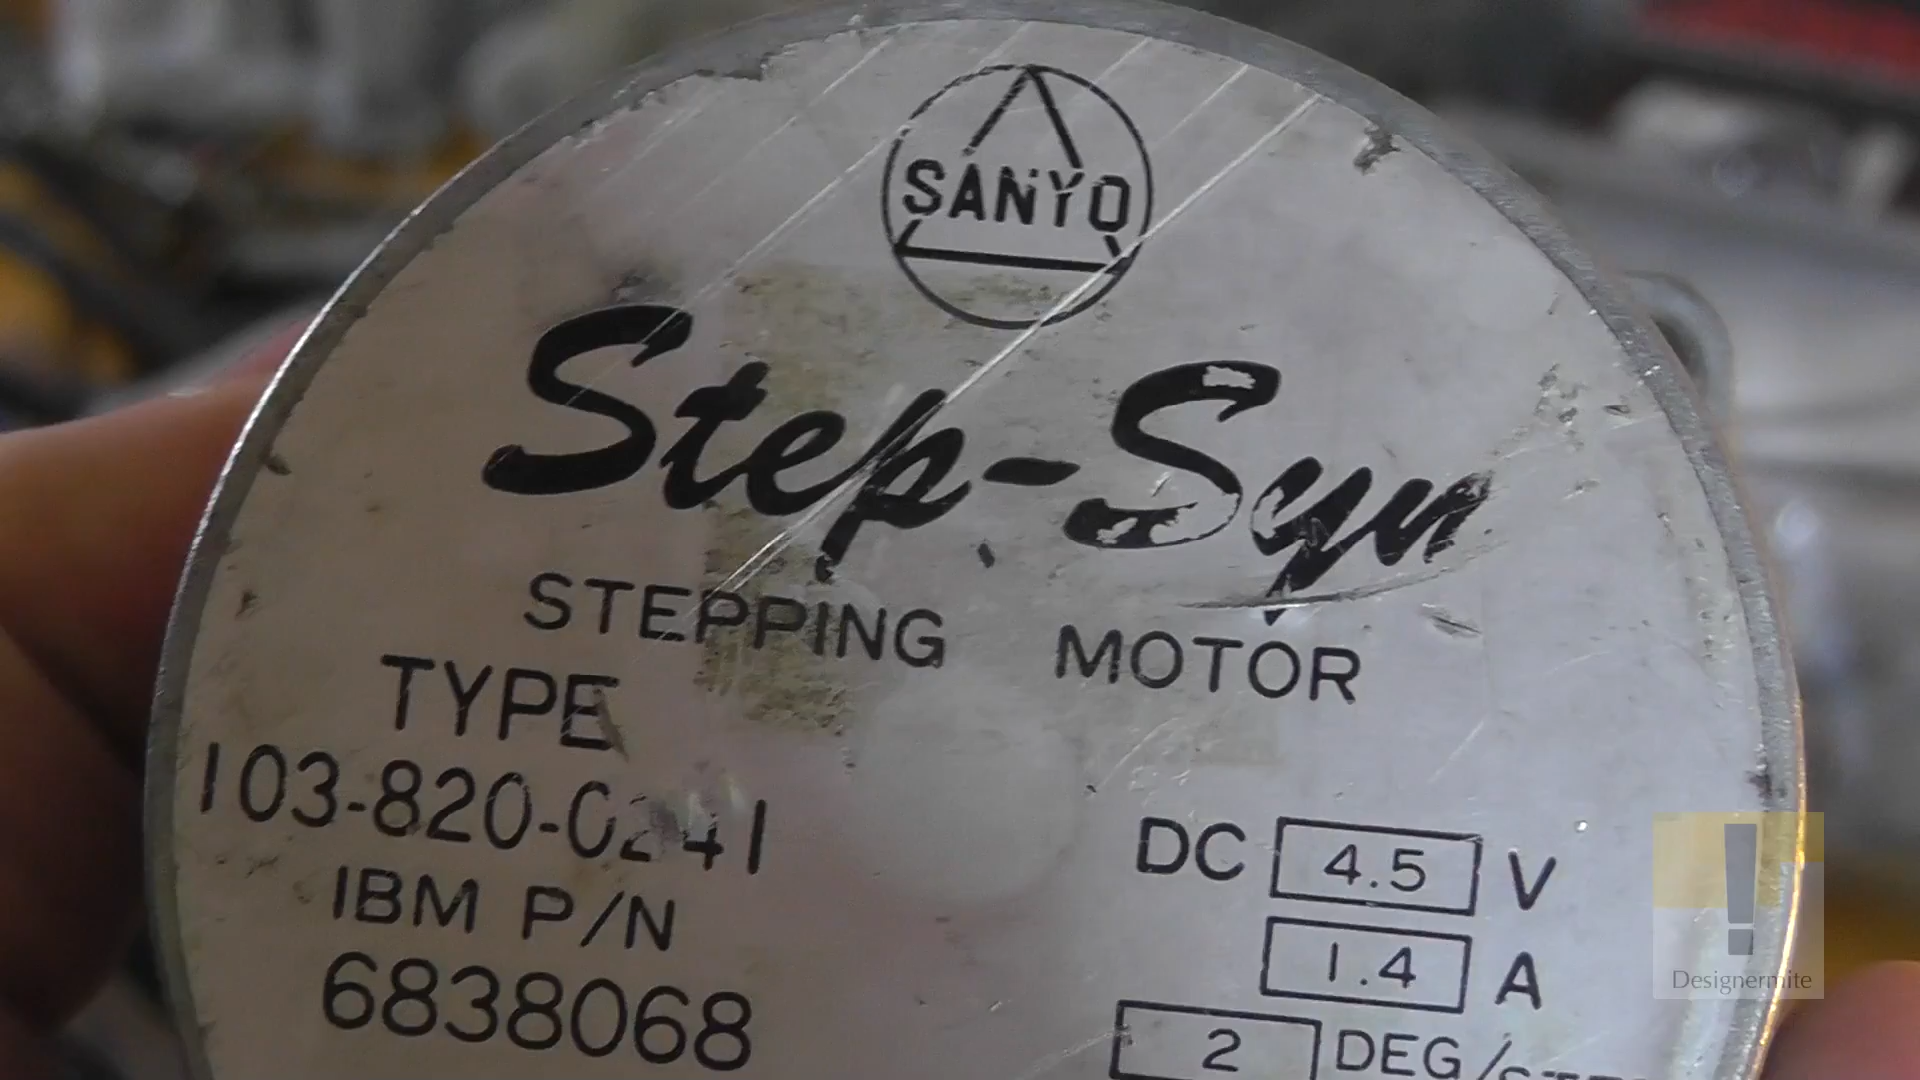 SANYO
Step-Syn
STEPPING MOTOR
TYPE
103-820-0241
IBM P/N
6838068
DC 4.5 V
1.4 A
2 DEG/
Designermite